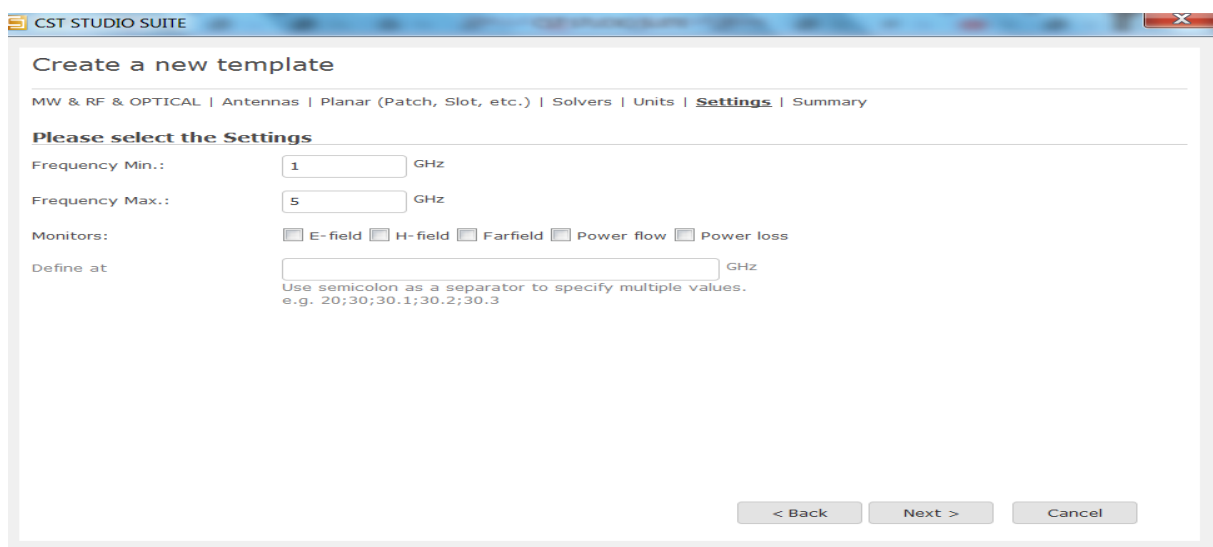 CST STUDIO SUITE
Create a new template
MW & RF & OPTICAL | Antennas | Planar (Patch, Slot, etc.) | Solvers | Units | Settings | Summary
Please select the Settings
Frequency Min.: 1 GHz
Frequency Max.: 5 GHz
Monitors: E-field H-field Farfield Power flow Power loss
Define at GHz
Use semicolon as a separator to specify multiple values.
e.g. 20;30;30.1;30.2;30.3
< Back Next > Cancel